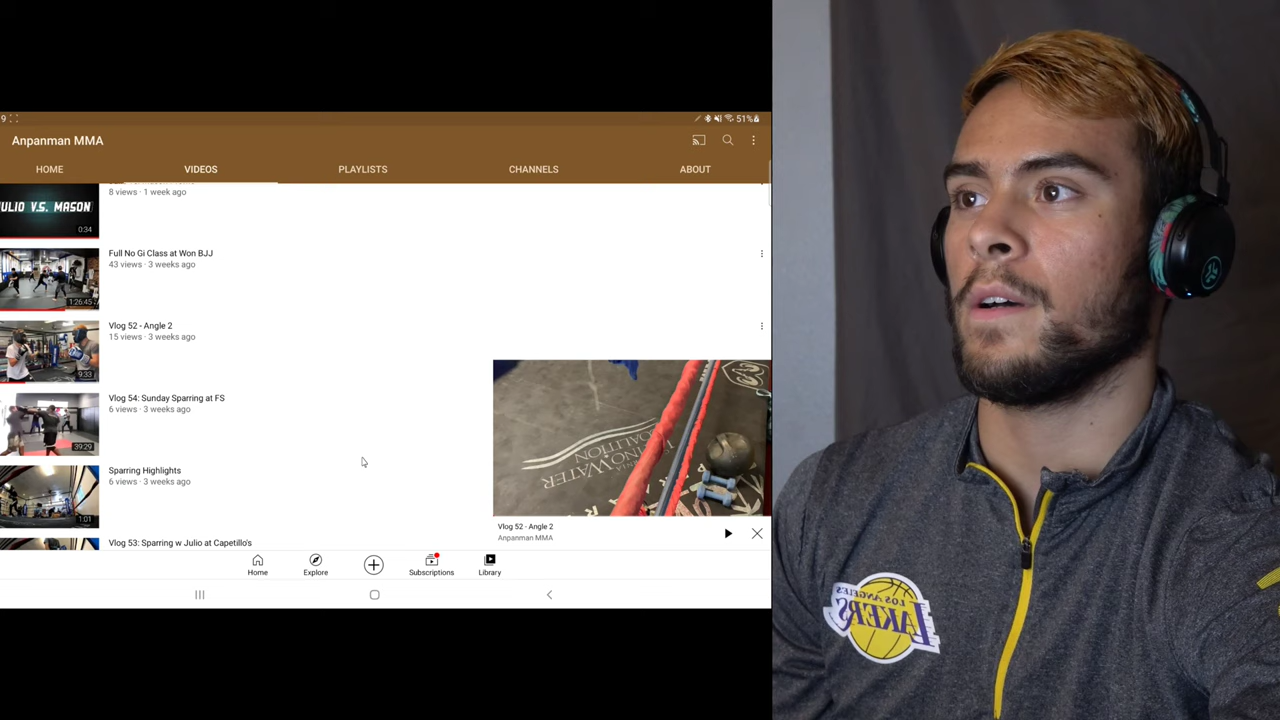 9
51%
Anpanman MMA
HOME
VIDEOS
PLAYLISTS
CHANNELS
ABOUT
8 views · 1 week ago
JULIO V.S. MASON
0:34
Full No Gi Class at Won BJJ
43 views · 3 weeks ago
1:26:45
Vlog 52 - Angle 2
15 views · 3 weeks ago
9:33
Vlog 54: Sunday Sparring at FS
6 views · 3 weeks ago
39:29
Sparring Highlights
6 views · 3 weeks ago
1:01
Vlog 53: Sparring w Julio at Capetillo's
COALITION
NOWATER
Vlog 52 - Angle 2
Anpanman MMA
Home
Explore
Subscriptions
Library
LOS ANGELES
LAKERS